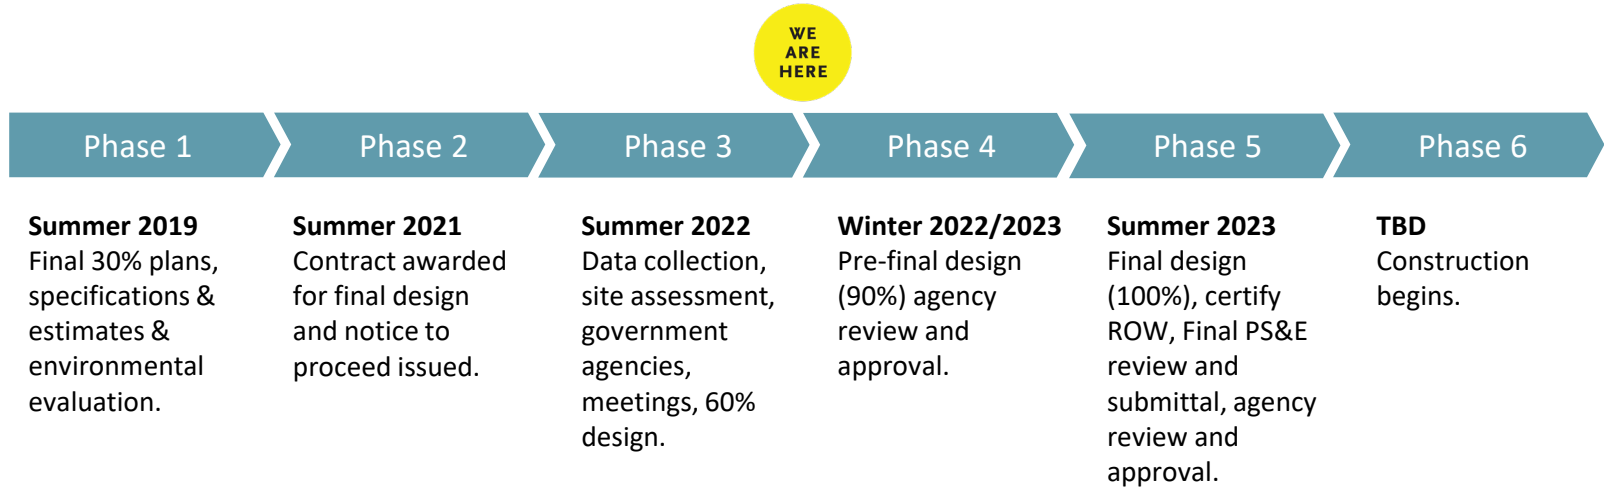 WE
ARE
HERE
Phase 1
Phase 2
Phase 3
Phase 4
Phase 5
Phase 6
Summer 2019
Final 30% plans,
specifications &
estimates &
environmental
evaluation.
Summer 2021
Contract awarded
for final design
and notice to
proceed issued.
Summer 2022
Data collection,
site assessment,
government
agencies,
meetings, 60%
design.
Winter 2022/2023
Pre-final design
(90%) agency
review and
approval.
Summer 2023
Final design
(100%), certify
ROW, Final PS&E
review and
submittal, agency
review and
approval.
TBD
Construction
begins.